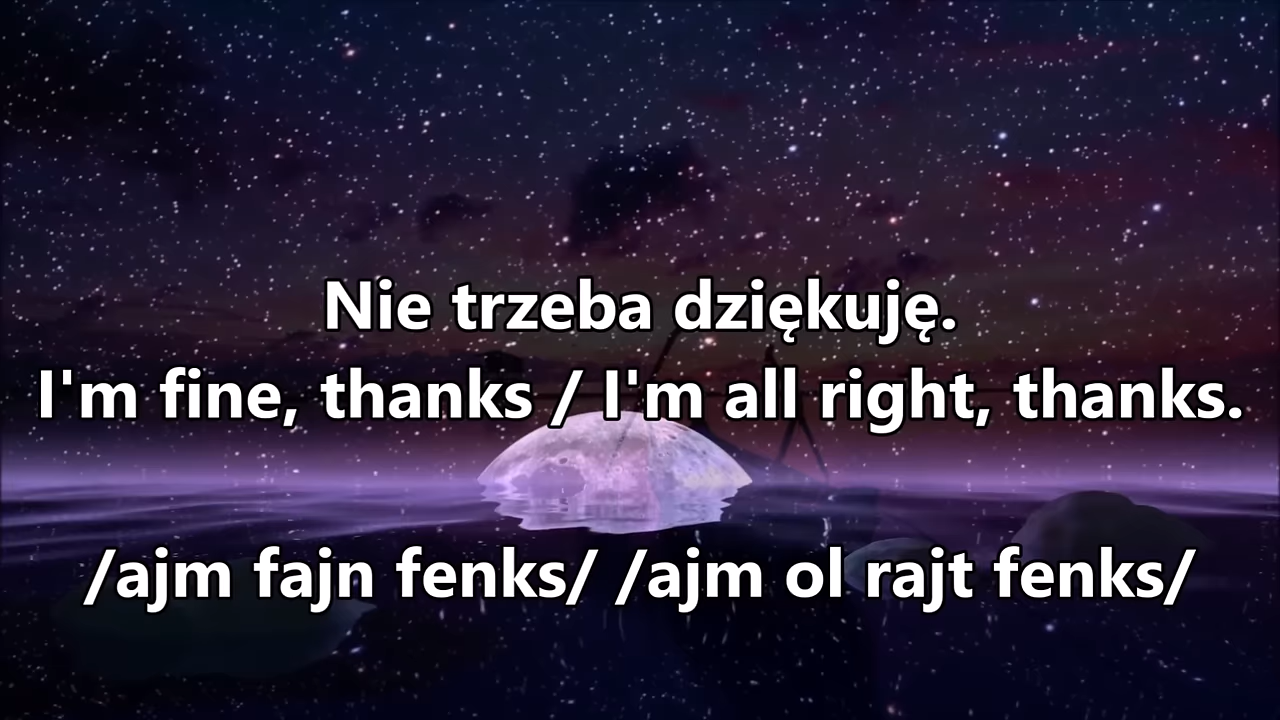 Nie trzeba dziękuję.
I'm fine, thanks / I'm all right, thanks.
/ajm fajn fenks/ /ajm ol rajt fenks/